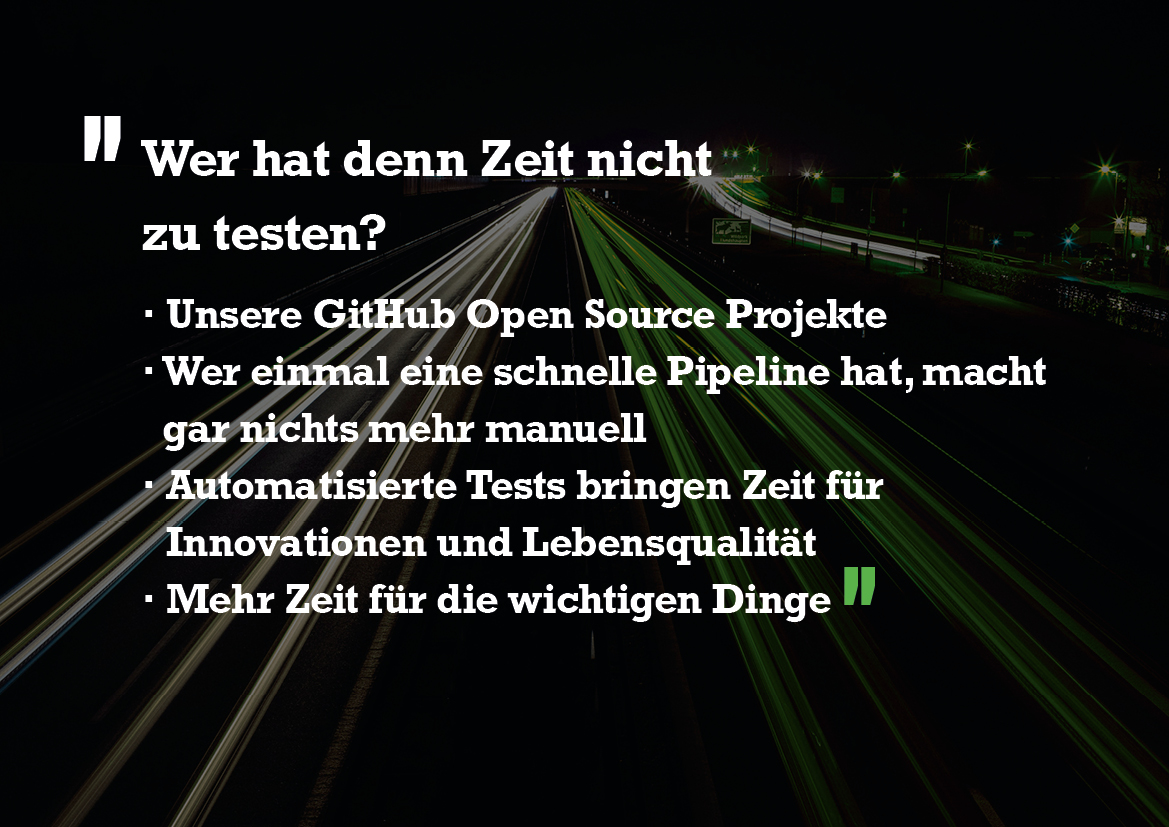 " Wer hat denn Zeit nicht
zu testen?
· Unsere GitHub Open Source Projekte
· Wer einmal eine schnelle Pipeline hat, macht
gar nichts mehr manuell
· Automatisierte Tests bringen Zeit für
Innovationen und Lebensqualität
· Mehr Zeit für die wichtigen Dinge "